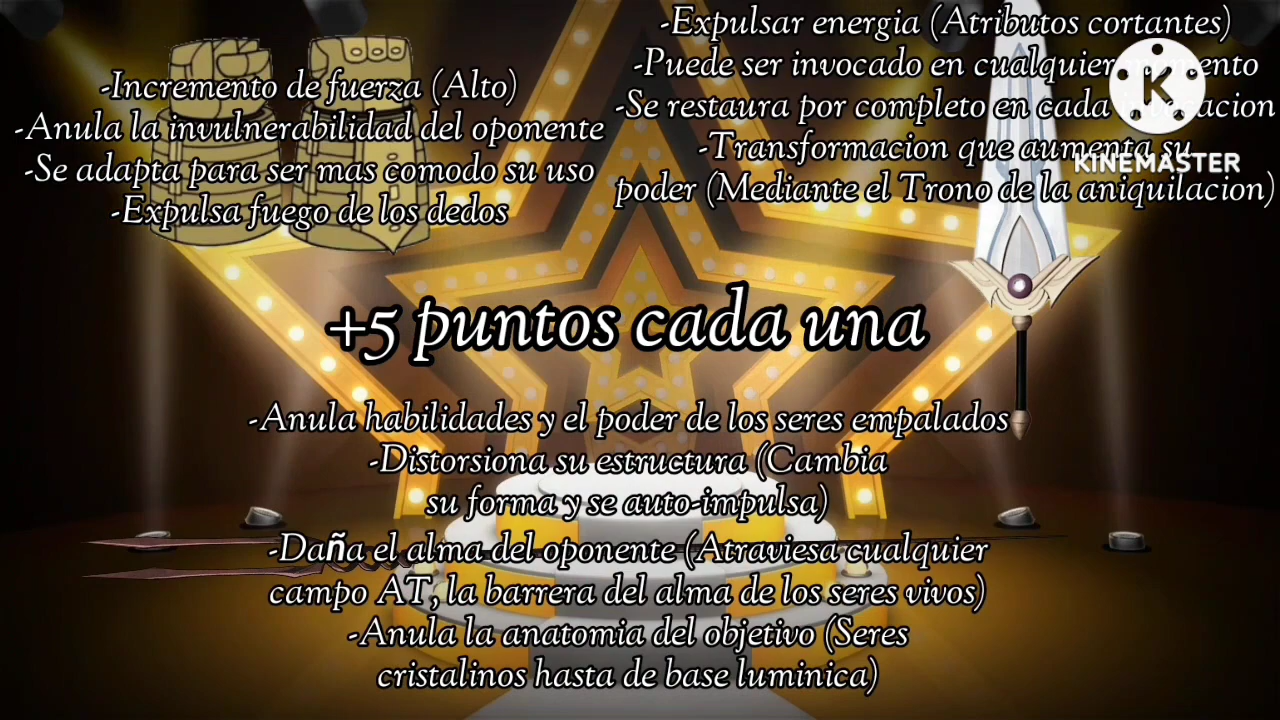 -Incremento de fuerza (Alto)
-Anula la invulnerabilidad del oponente
-Se adapta para ser mas comodo su uso
-Expulsa fuego de los dedos
-Expulsar energia (Atributos cortantes)
-Puede ser invocado en cualquier momento
-Se restaura por completo en cada invocacion
-Transformacion que aumenta su
poder (Mediante el Trono de la aniquilacion)
K
KINEMASTER
+5 puntos cada una
-Anula habilidades y el poder de los seres empalados
-Distorsiona su estructura (Cambia
su forma y se auto-impulsa)
-Daña el alma del oponente (Atraviesa cualquier
campo AT, la barrera del alma de los seres vivos)
-Anula la anatomia del objetivo (Seres
cristalinos hasta de base luminica)